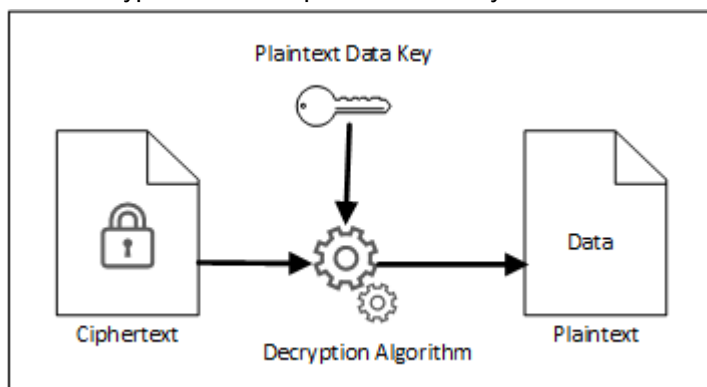 Plaintext Data Key
Data
Ciphertext
Plaintext
Decryption Algorithm